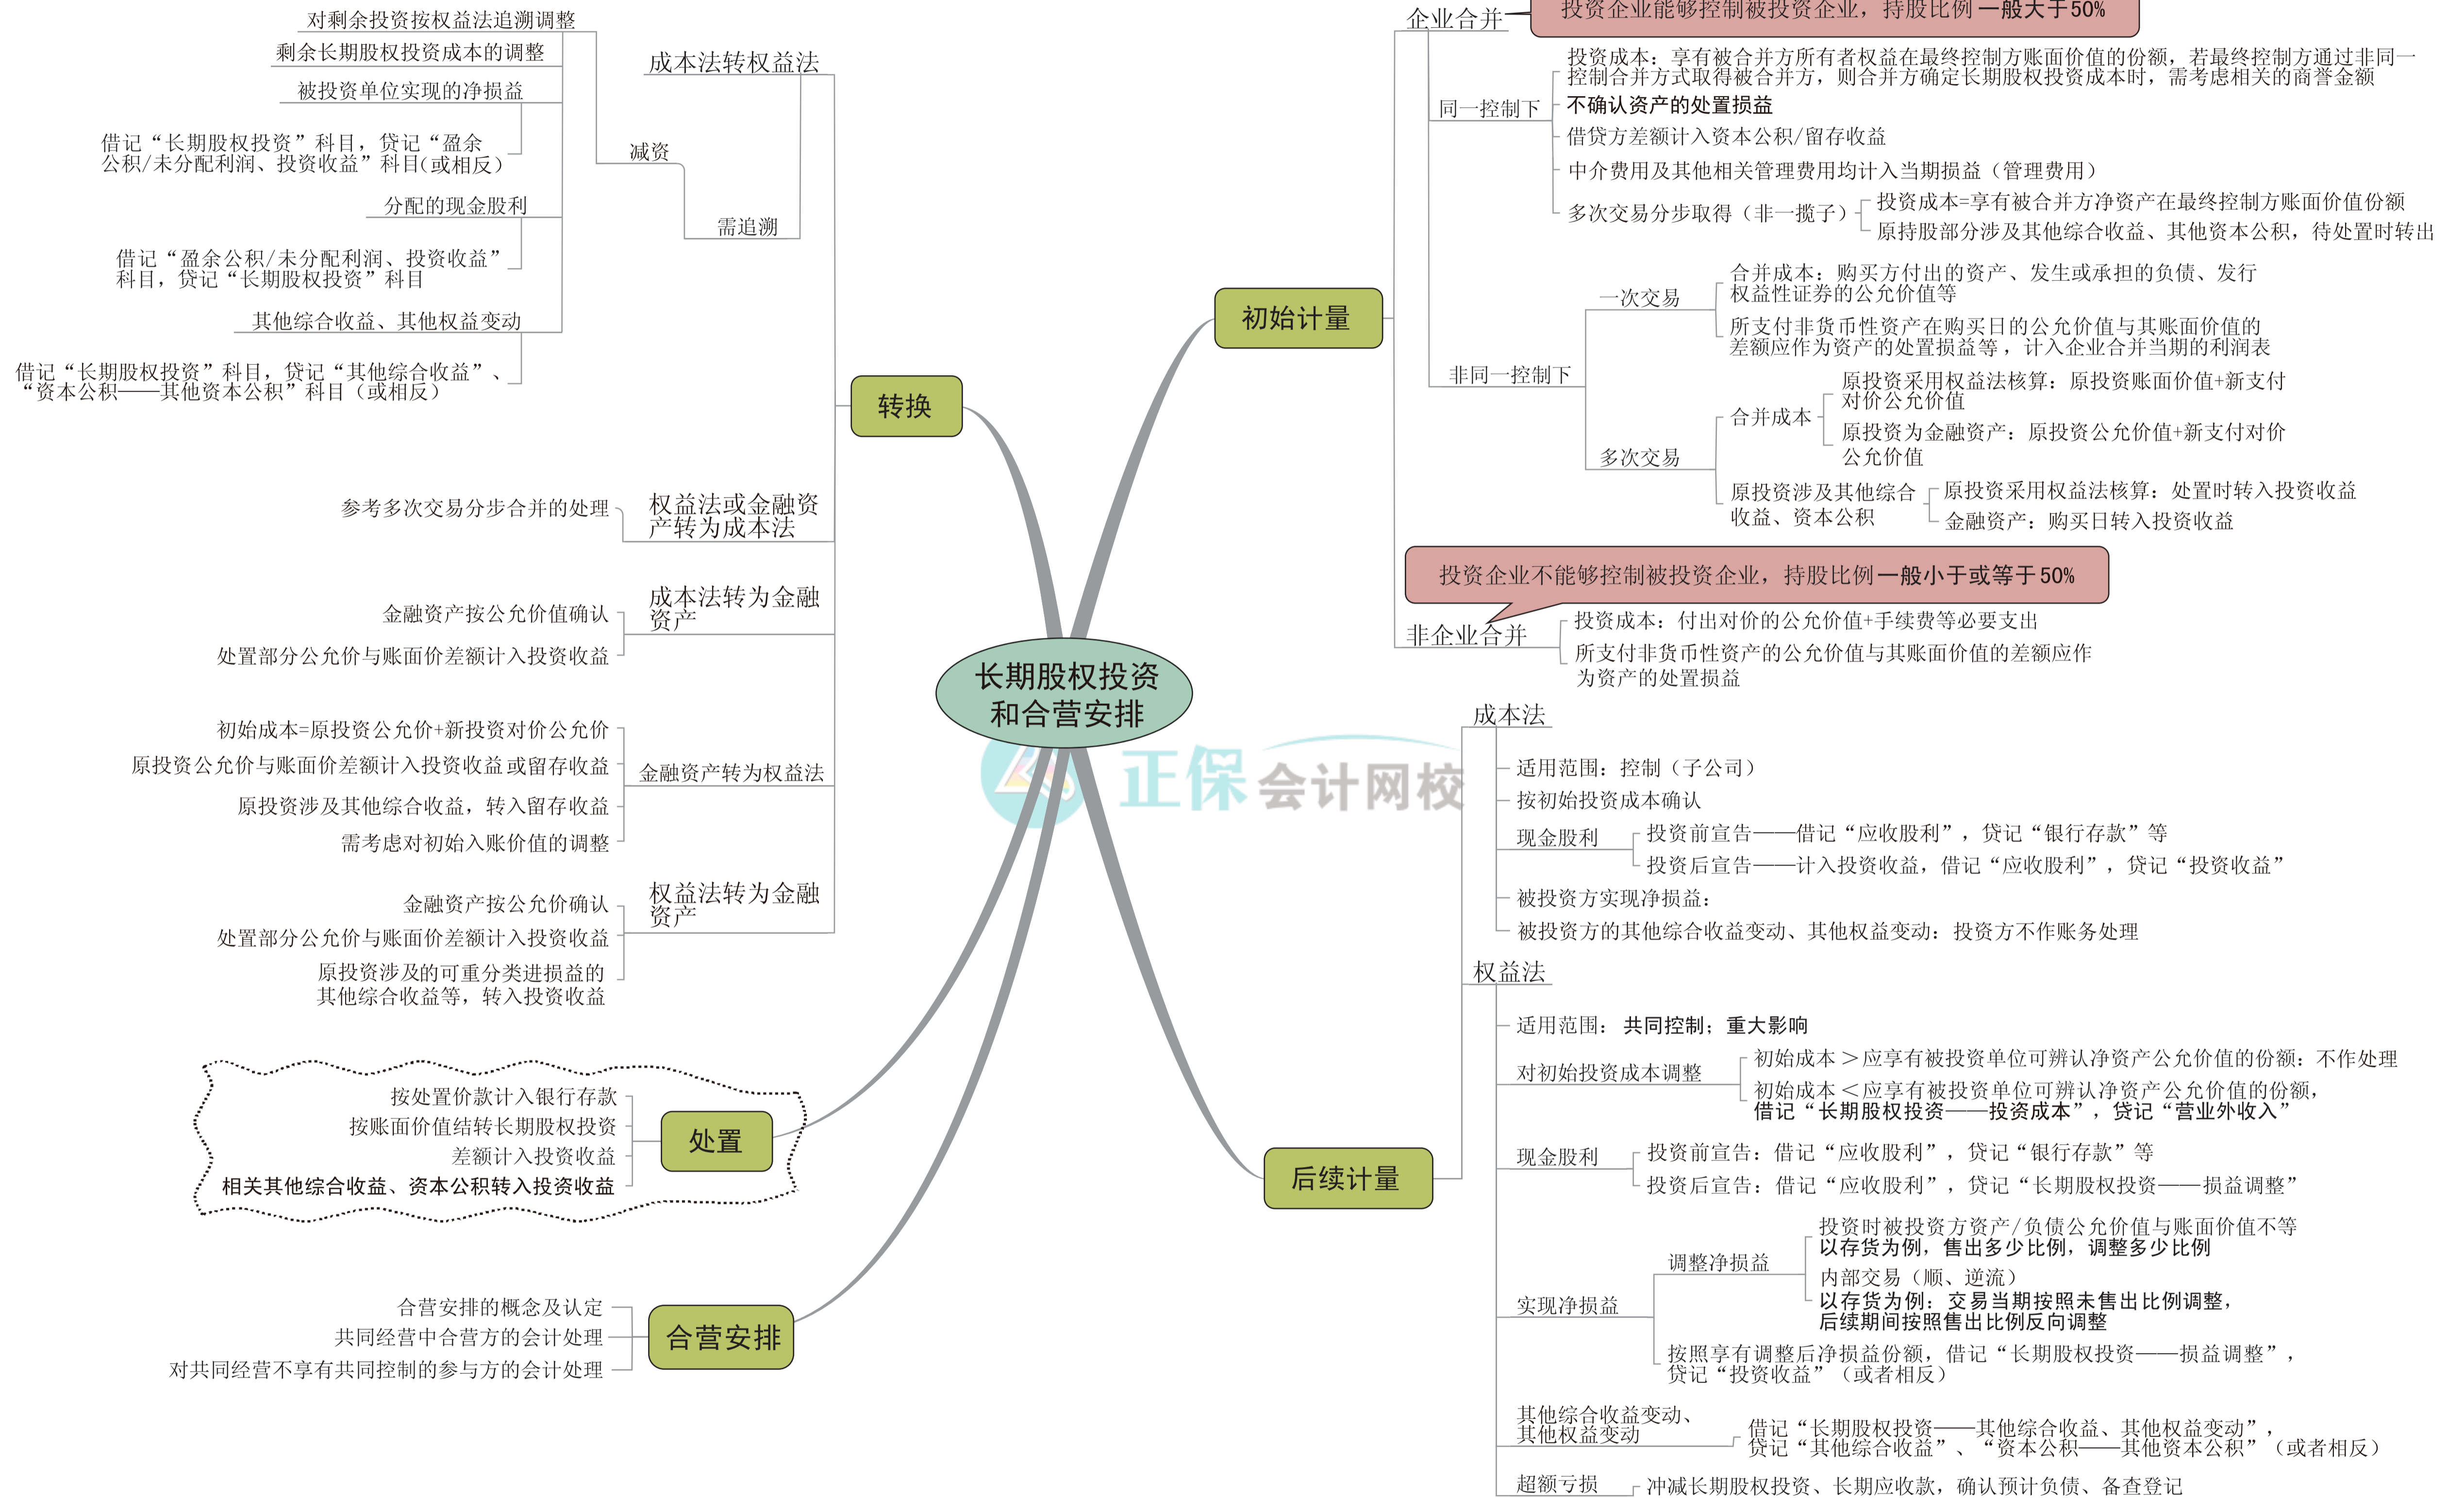 长期股权投资
和合营安排
初始计量
企业合并
投资企业能够控制被投资企业，持股比例一般大于50%
同一控制下
投资成本：享有被合并方所有者权益在最终控制方账面价值的份额，若最终控制方通过非同一
控制合并方式取得被合并方，则合并方确定长期股权投资成本时，需考虑相关的商誉金额
不确认资产的处置损益
借贷方差额计入资本公积/留存收益
中介费用及其他相关管理费用均计入当期损益（管理费用）
多次交易分步取得（非一揽子）
投资成本=享有被合并方净资产在最终控制方账面价值份额
原持股部分涉及其他综合收益、其他资本公积，待处置时转出
非同一控制下
一次交易
合并成本：购买方付出的资产、发生或承担的负债、发行
权益性证券的公允价值等
所支付非货币性资产在购买日的公允价值与其账面价值的
差额应作为资产的处置损益等，计入企业合并当期的利润表
多次交易
合并成本
原投资采用权益法核算：原投资账面价值+新支付
对价公允价值
原投资为金融资产：原投资公允价值+新支付对价
公允价值
原投资涉及其他综合
收益、资本公积
原投资采用权益法核算：处置时转入投资收益
金融资产：购买日转入投资收益
投资企业不能够控制被投资企业，持股比例一般小于或等于50%
非企业合并
投资成本：付出对价的公允价值+手续费等必要支出
所支付非货币性资产的公允价值与其账面价值的差额应作
为资产的处置损益
后续计量
成本法
适用范围：控制（子公司）
按初始投资成本确认
现金股利
投资前宣告——借记“应收股利”，贷记“银行存款”等
投资后宣告——计入投资收益，借记“应收股利”，贷记“投资收益”
被投资方实现净损益：
被投资方的其他综合收益变动、其他权益变动：投资方不作账务处理
权益法
适用范围：共同控制；重大影响
对初始投资成本调整
初始成本＞应享有被投资单位可辨认净资产公允价值的份额：不作处理
初始成本＜应享有被投资单位可辨认净资产公允价值的份额，
借记“长期股权投资——投资成本”，贷记“营业外收入”
现金股利
投资前宣告：借记“应收股利”，贷记“银行存款”等
投资后宣告：借记“应收股利”，贷记“长期股权投资——损益调整”
实现净损益
调整净损益
投资时被投资方资产/负债公允价值与账面价值不等
以存货为例，售出多少比例，调整多少比例
内部交易（顺、逆流）
以存货为例：交易当期按照未售出比例调整，
后续期间按照售出比例反向调整
按照享有调整后净损益份额，借记“长期股权投资——损益调整”，
贷记“投资收益”（或者相反）
其他综合收益变动、
其他权益变动
借记“长期股权投资——其他综合收益、其他权益变动”，
贷记“其他综合收益”、“资本公积——其他资本公积”（或者相反）
超额亏损
冲减长期股权投资、长期应收款，确认预计负债、备查登记
转换
成本法转权益法
需追溯
减资
对剩余投资按权益法追溯调整
剩余长期股权投资成本的调整
被投资单位实现的净损益
借记“长期股权投资”科目，贷记“盈余
公积/未分配利润、投资收益”科目（或相反）
分配的现金股利
借记“盈余公积/未分配利润、投资收益”
科目，贷记“长期股权投资”科目
其他综合收益、其他权益变动
借记“长期股权投资”科目，贷记“其他综合收益”、
“资本公积——其他资本公积”科目（或相反）
权益法或金融资
产转为成本法
参考多次交易分步合并的处理
成本法转为金融
资产
金融资产按公允价值确认
处置部分公允价与账面价差额计入投资收益
金融资产转为权益法
初始成本=原投资公允价+新投资对价公允价
原投资公允价与账面价差额计入投资收益或留存收益
原投资涉及其他综合收益，转入留存收益
需考虑对初始入账价值的调整
权益法转为金融
资产
金融资产按公允价确认
处置部分公允价与账面价差额计入投资收益
原投资涉及的可重分类进损益的
其他综合收益等，转入投资收益
处置
按处置价款计入银行存款
按账面价值结转长期股权投资
差额计入投资收益
相关其他综合收益、资本公积转入投资收益
合营安排
合营安排的概念及认定
共同经营中合营方的会计处理
对共同经营不享有共同控制的参与方的会计处理
正保会计网校